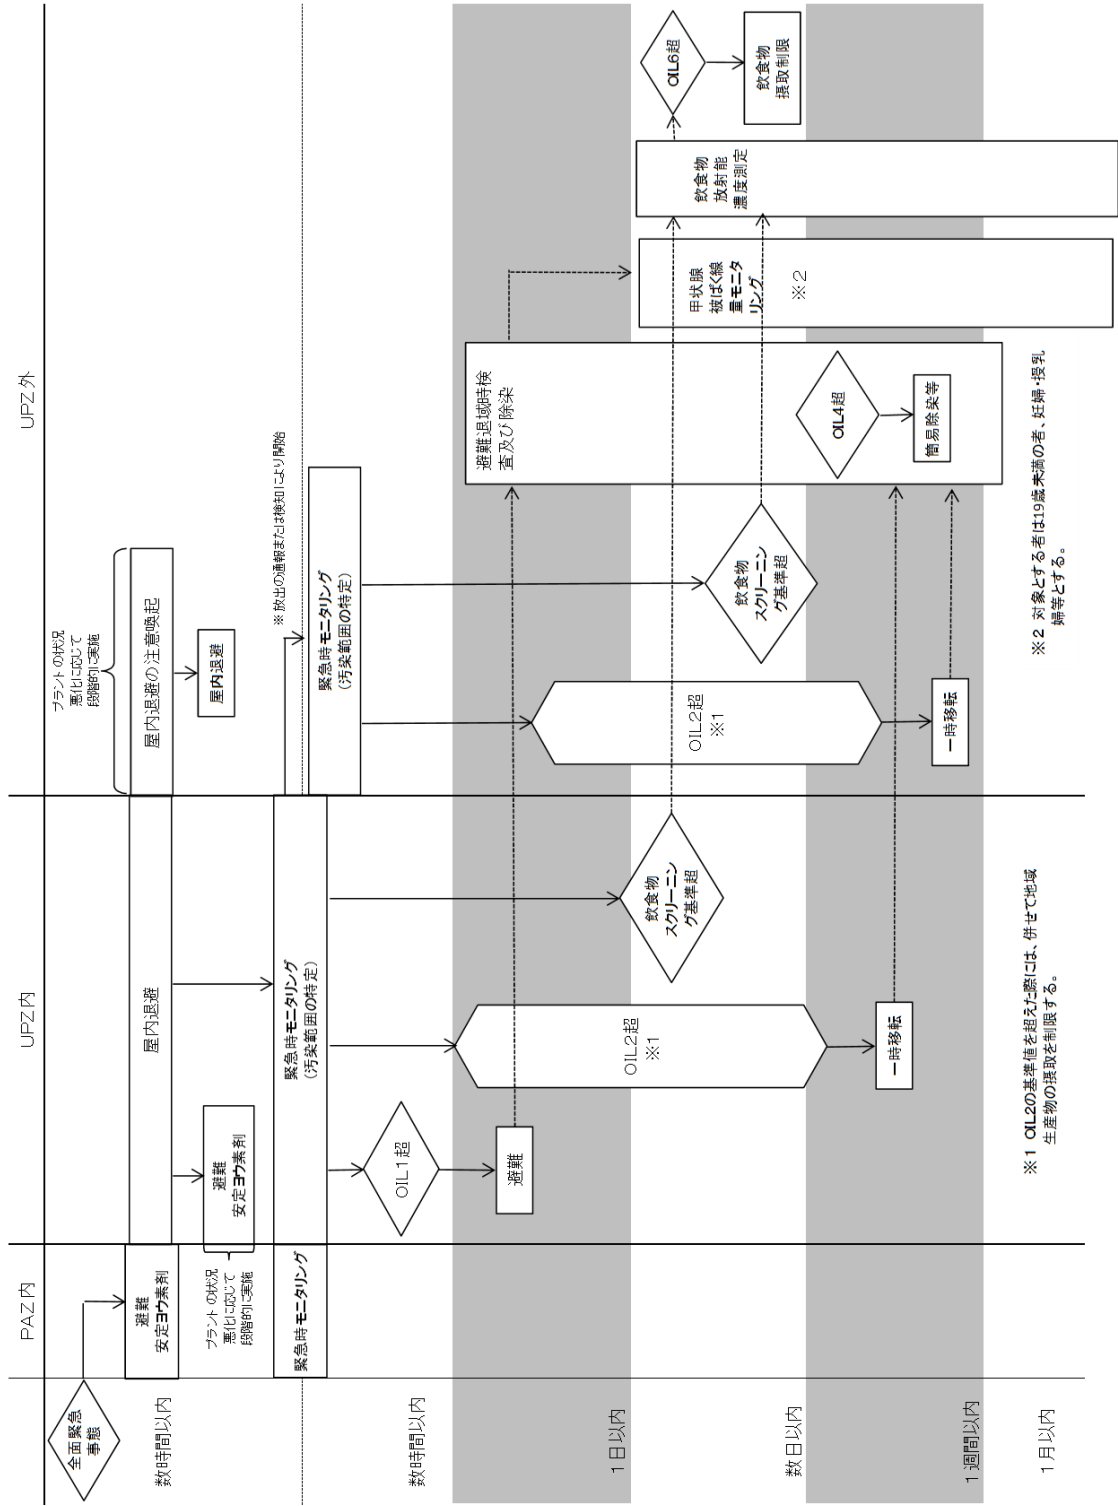 PAZ内
UPZ内
UPZ外
全面緊急
事態
数時間以内
避難
安定ヨウ素剤
プラントの状況
悪化に応じて
段階的に実施
緊急時モニタリング
屋内退避
避難
安定ヨウ素剤
緊急時モニタリング
(汚染範囲の特定)
プラントの状況
悪化に応じて
段階的に実施
屋内退避の注意喚起
屋内退避
※放出の通報または検知により開始
緊急時モニタリング
(汚染範囲の特定)
数時間以内
OIL1超
避難
1日以内
OIL2超
※1
飲食物
スクリーニン
グ基準超
OIL2超
※1
飲食物
スクリーニン
グ基準超
避難退域時検
査及び除染
OIL4超
簡易除染等
甲状腺
被ばく線
量モニタ
リング
※2
飲食物
放射能
濃度測定
OIL6超
飲食物
摂取制限
数日以内
1週間以内
一時移転
一時移転
1月以内
※1 OIL2の基準値を超えた際には、併せて地域
生産物の摂取を制限する。
※2 対象とする者は19歳未満の者、妊婦・授乳
婦等とする。